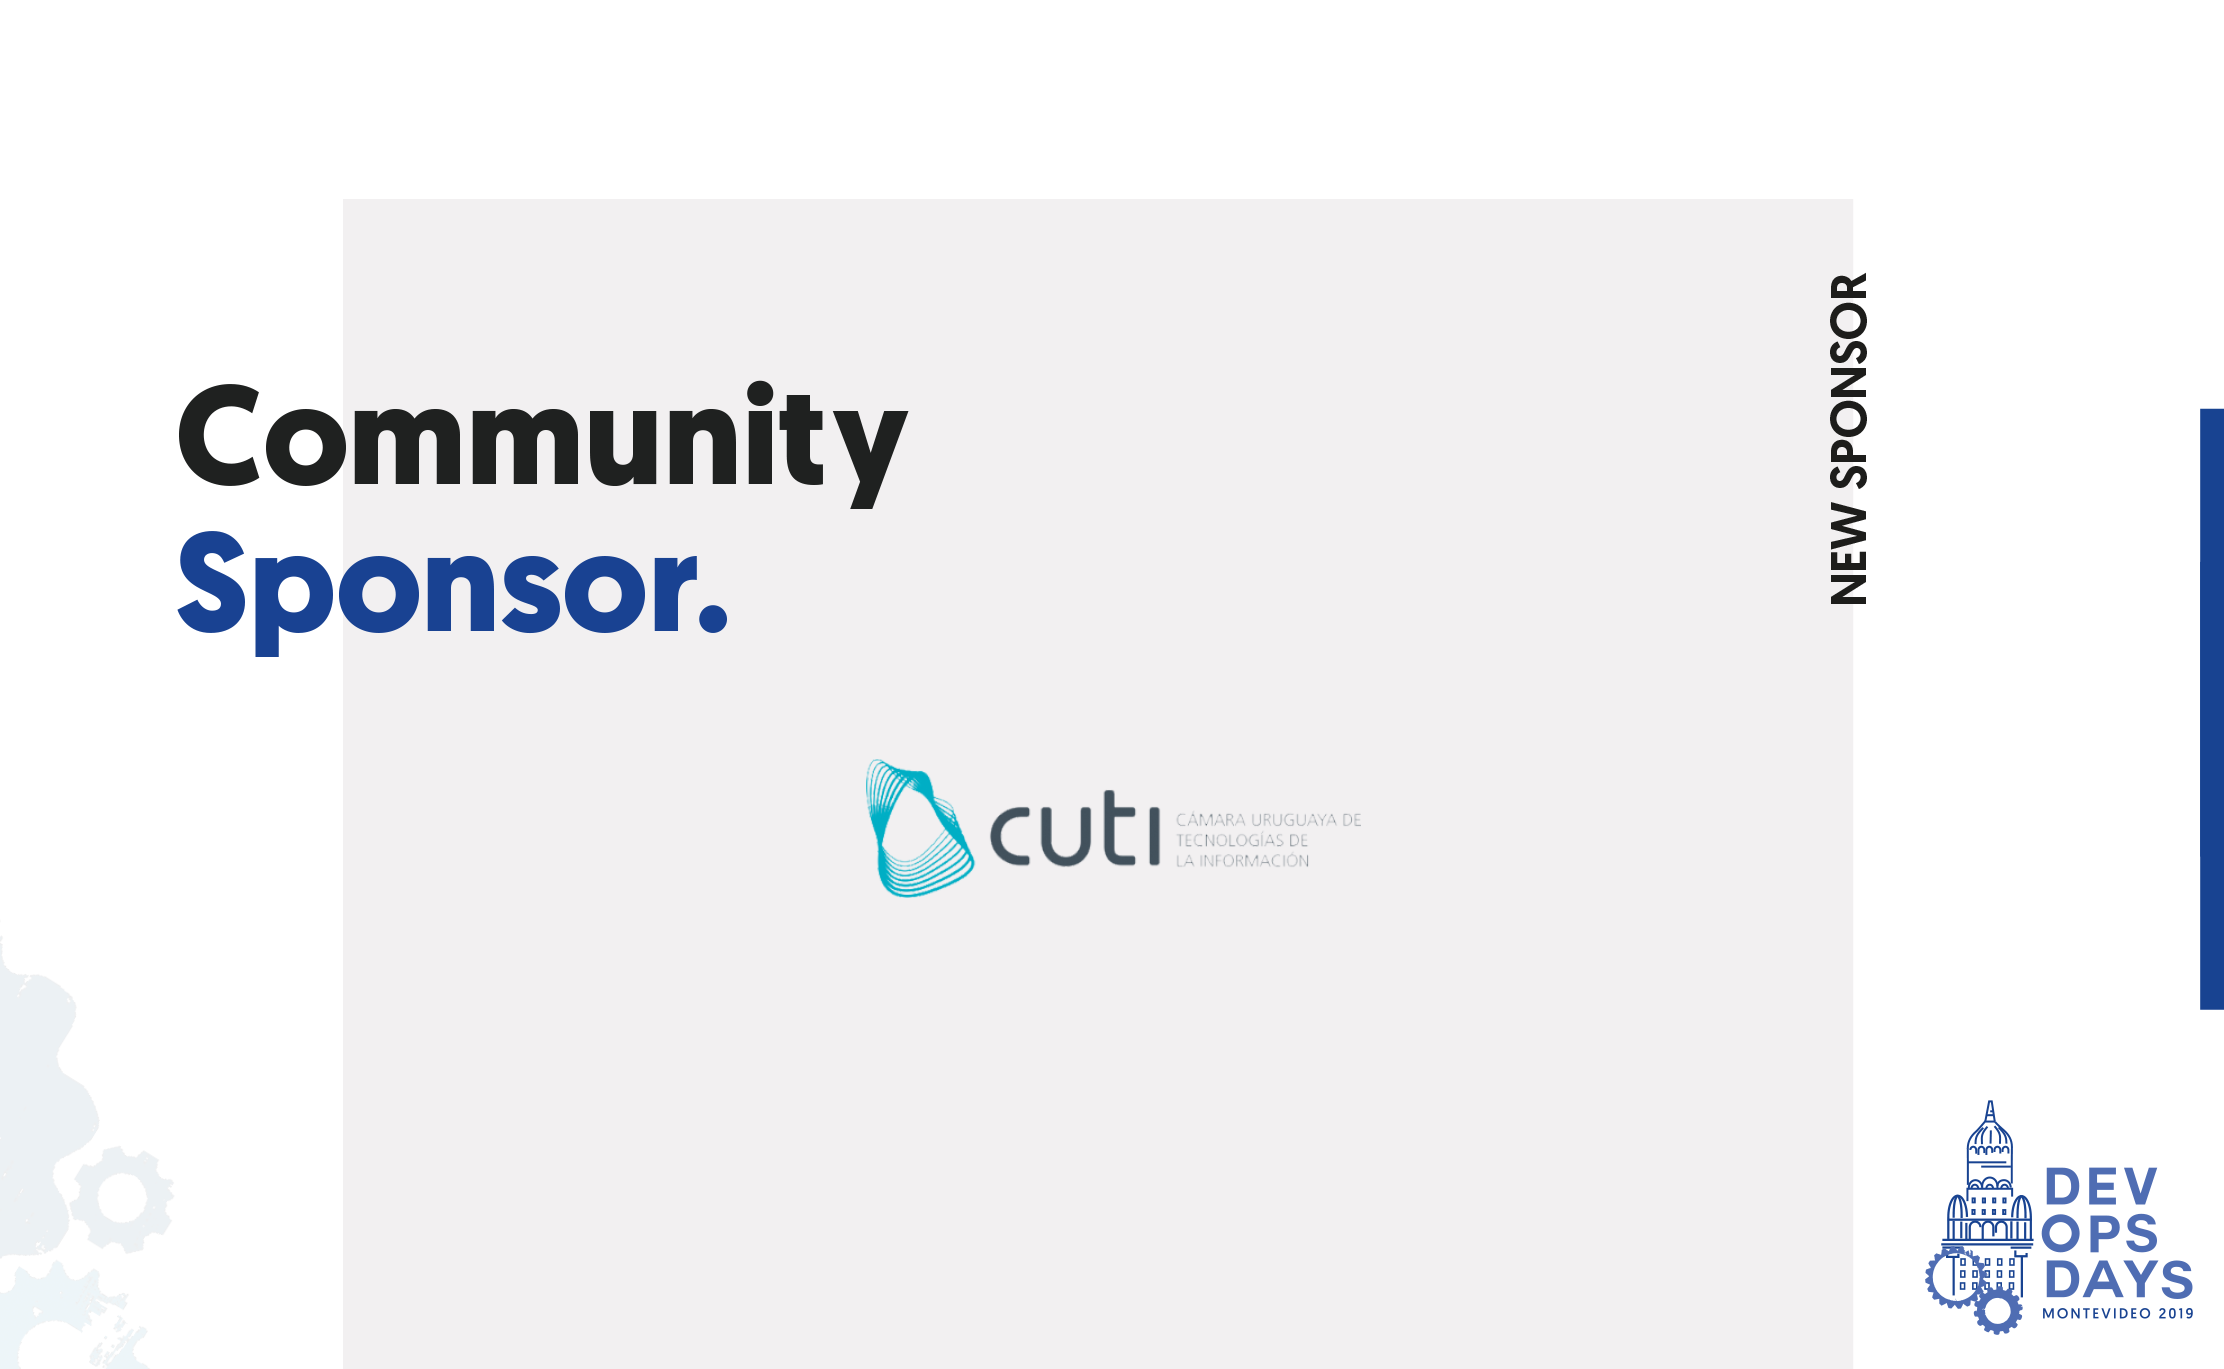 Community
Sponsor.
NEW SPONSOR
cuti
CÁMARA URUGUAYA DE
TECNOLOGÍAS DE
LA INFORMACIÓN
DEV
OPS
DAYS
MONTEVIDEO 2019